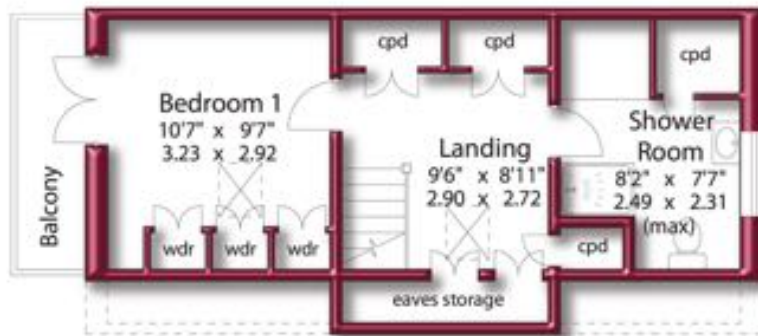 cpd
cpd
cpd
Bedroom 1
10'7" x 9'7"
3.23 x 2.92
Balcony
Landing
9'6" x 8'11"
2.90 x 2.72
Shower
Room
8'2" x 7'7"
2.49 x 2.31
(max)
wdr
wdr
wdr
cpd
eaves storage